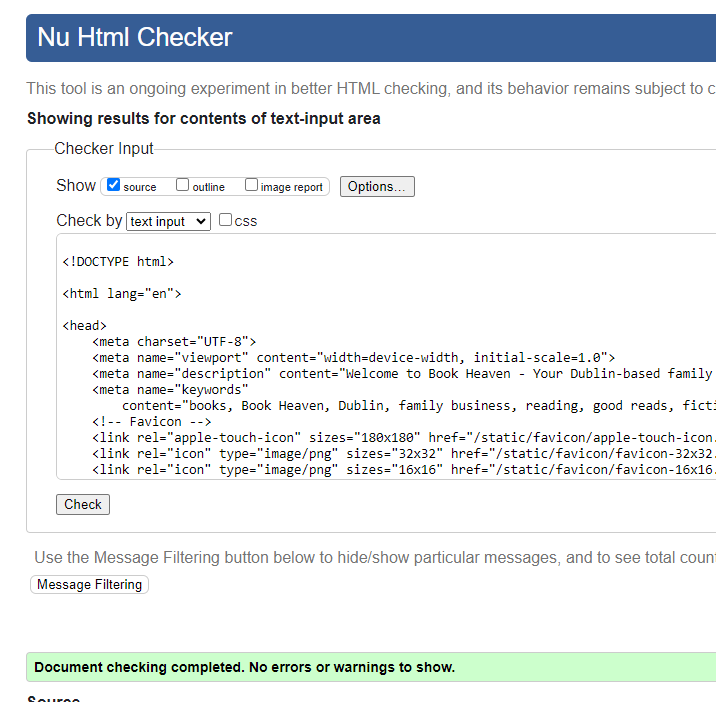 Nu Html Checker
This tool is an ongoing experiment in better HTML checking, and its behavior remains subject to c
Showing results for contents of text-input area
Checker Input
Show source outline image report Options...
Check by text input css
<!DOCTYPE html>
<html lang="en">
<head>
    <meta charset="UTF-8">
    <meta name="viewport" content="width=device-width, initial-scale=1.0">
    <meta name="description" content="Welcome to Book Heaven - Your Dublin-based family
    <meta name="keywords"
        content="books, Book Heaven, Dublin, family business, reading, good reads, ficti
    <!-- Favicon -->
    <link rel="apple-touch-icon" sizes="180x180" href="/static/favicon/apple-touch-icon.
    <link rel="icon" type="image/png" sizes="32x32" href="/static/favicon/favicon-32x32.
    <link rel="icon" type="image/png" sizes="16x16" href="/static/favicon/favicon-16x16.
Check
Use the Message Filtering button below to hide/show particular messages, and to see total count
Message Filtering
Document checking completed. No errors or warnings to show.
Source